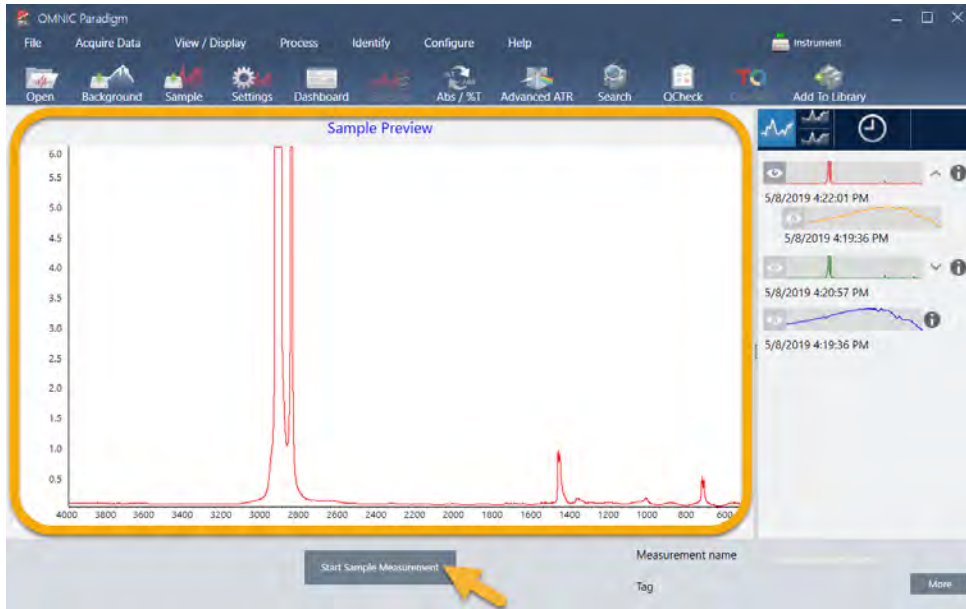 OMNIC Paradigm
File Acquire Data View / Display Process Identify Configure Help Instrument
Open Background Sample Settings Dashboard Abs / %T Advanced ATR Search QCheck Add To Library
Sample Preview
6.0
5.5
5.0
4.5
4.0
3.5
3.0
2.5
2.0
1.5
1.0
0.5
4000 3800 3600 3400 3200 3000 2800 2600 2400 2200 2000 1800 1600 1400 1200 1000 800 600
5/8/2019 4:22:01 PM
5/8/2019 4:19:36 PM
5/8/2019 4:20:57 PM
5/8/2019 4:19:36 PM
Start Sample Measurement
Measurement name
Tag
More